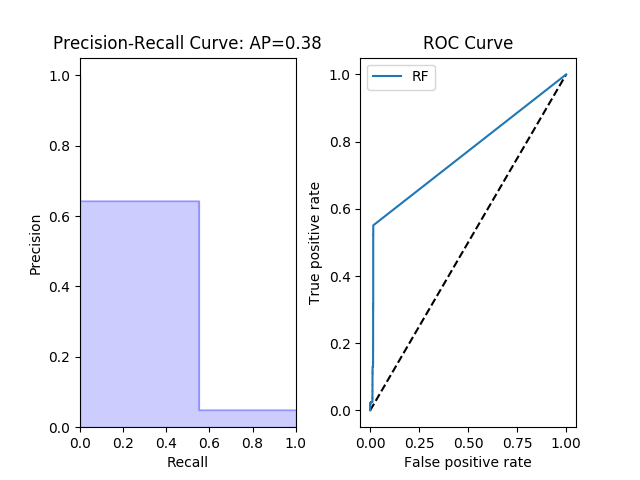 Precision-Recall Curve: AP=0.38
1.0
0.8
0.6
0.4
0.2
0.0
0.0 0.2 0.4 0.6 0.8 1.0
Precision
Recall
ROC Curve
RF
1.0
0.8
0.6
0.4
0.2
0.0
0.00 0.25 0.50 0.75 1.00
True positive rate
False positive rate